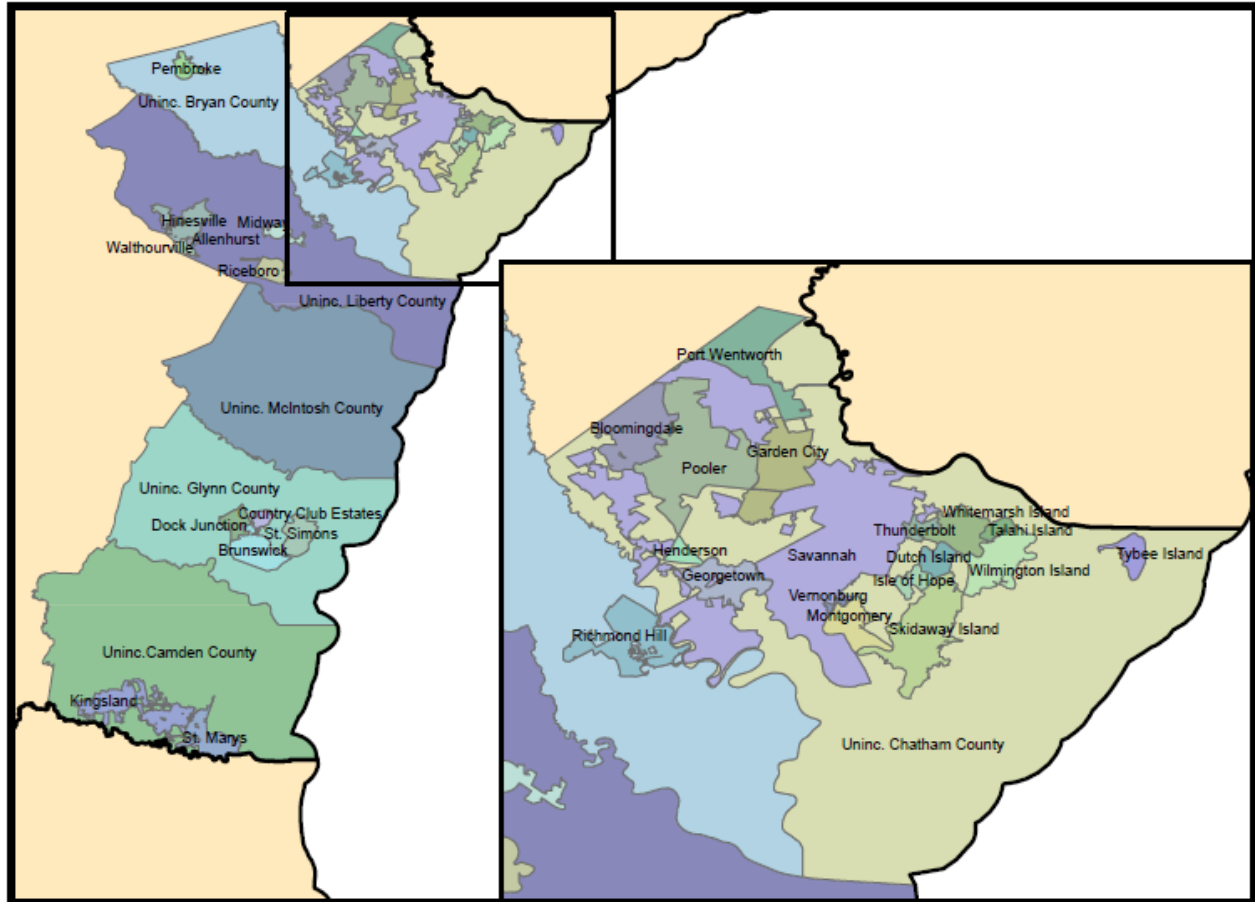 Pembroke
Uninc. Bryan County
Hinesville
Midway
Allenhurst
Walthourville
Riceboro
Uninc. Liberty County
Uninc. McIntosh County
Uninc. Glynn County
Country Club Estates
Dock Junction
St. Simons
Brunswick
Uninc.Camden County
Kingsland
St. Marys
Port Wentworth
Bloomingdale
Garden City
Pooler
Whitemarsh Island
Thunderbolt
Talahi Island
Henderson
Savannah
Dutch Island
Tybee Island
Georgetown
Isle of Hope
Wilmington Island
Vernonburg
Montgomery
Richmond Hill
Skidaway Island
Uninc. Chatham County